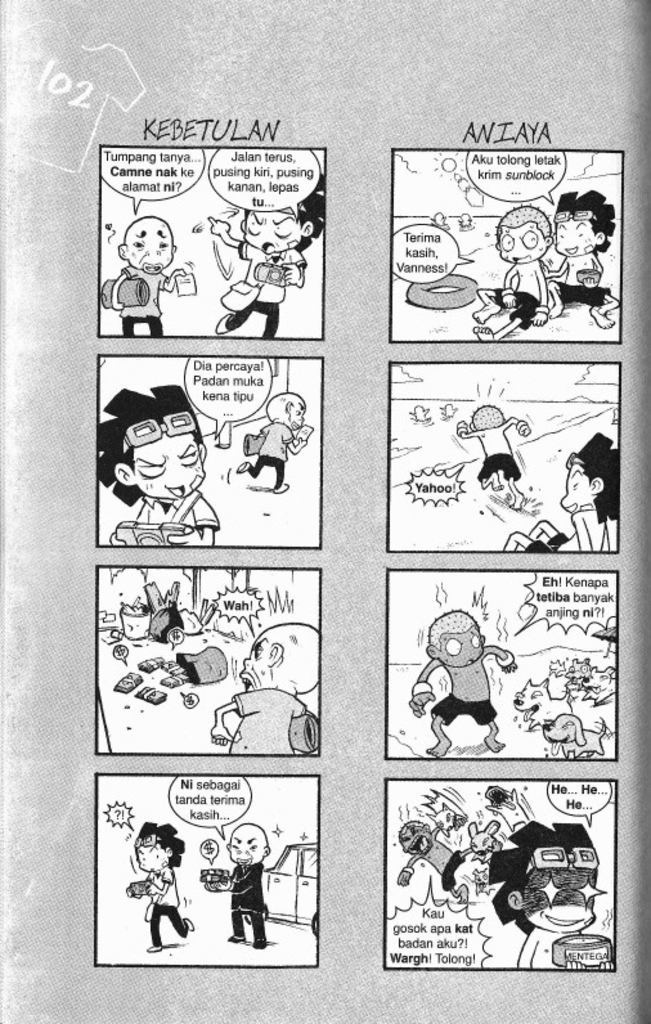 102
KEBETULAN
Tumpang tanya...
Camne nak ke
alamat ni?
Jalan terus,
pusing kiri, pusing
kanan, lepas
tu...
Dia percaya!
Padan muka
kena tipu
...
Wah!
?!
Ni sebagai
tanda terima
kasih...
ANIAYA
Aku tolong letak
krim sunblock
...
Terima
kasih,
Vanness!
Yahoo!
Eh! Kenapa
tetiba banyak
anjing ni?!
He... He...
He...
Kau
gosok apa kat
badan aku?!
Wargh! Tolong!
MENTEGA